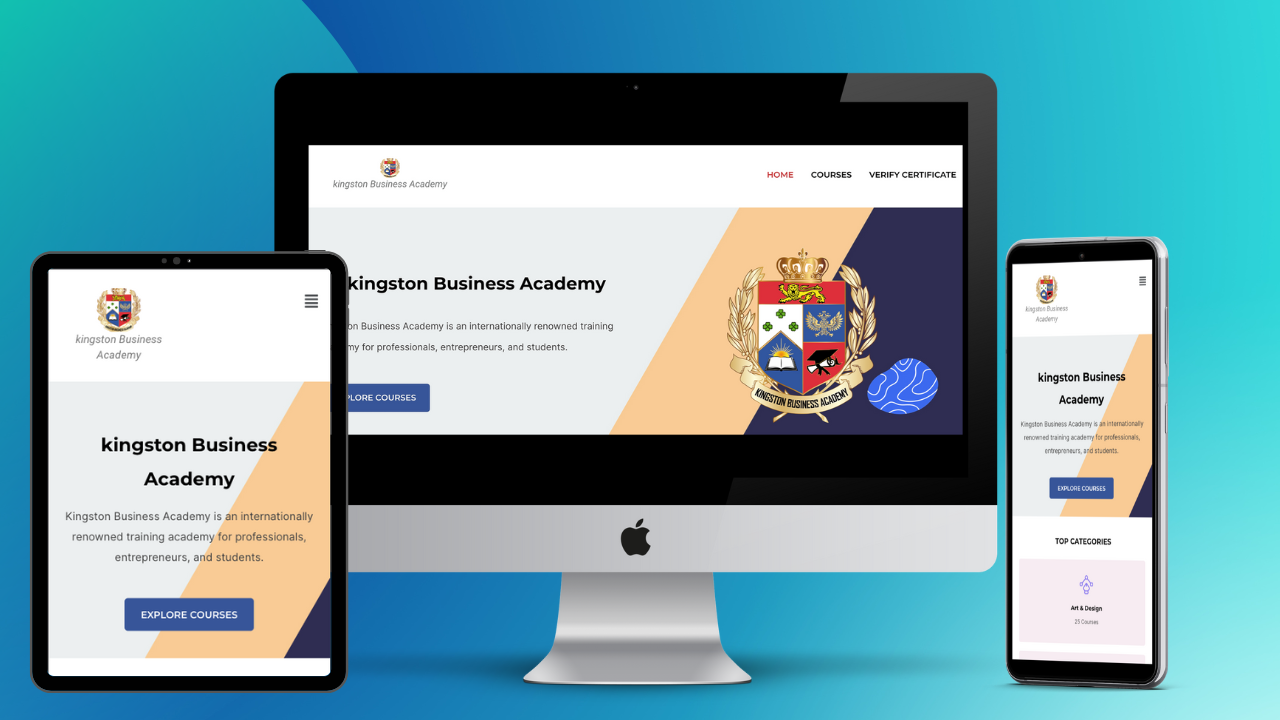 kingston Business Academy
HOME
COURSES
VERIFY CERTIFICATE
kingston Business Academy
on Business Academy is an internationally renowned training
my for professionals, entrepreneurs, and students.
PLORE COURSES
KINGSTON BUSINESS ACADEMY
kingston Business
Academy
kingston Business
Academy
Kingston Business Academy is an internationally
renowned training academy for professionals,
entrepreneurs, and students.
EXPLORE COURSES
kingston Business
Academy
kingston Business
Academy
Kingston Business Academy is an internationally
renowned training academy for professionals,
entrepreneurs, and students.
EXPLORE COURSES
TOP CATEGORIES
Art & Design
25 Courses